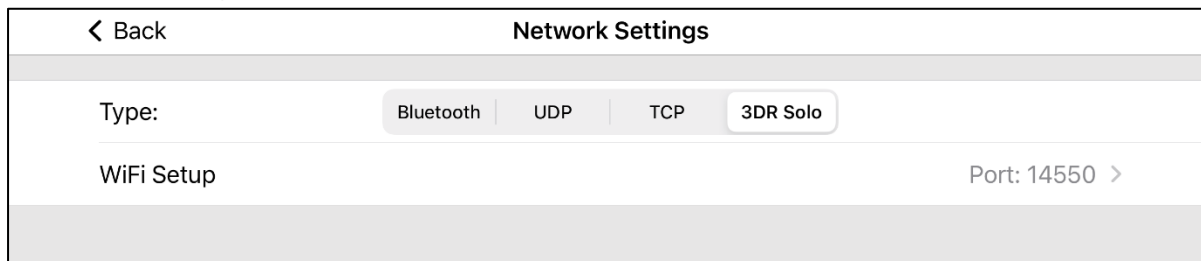 Back Network Settings
Type: Bluetooth UDP TCP 3DR Solo
WiFi Setup Port: 14550